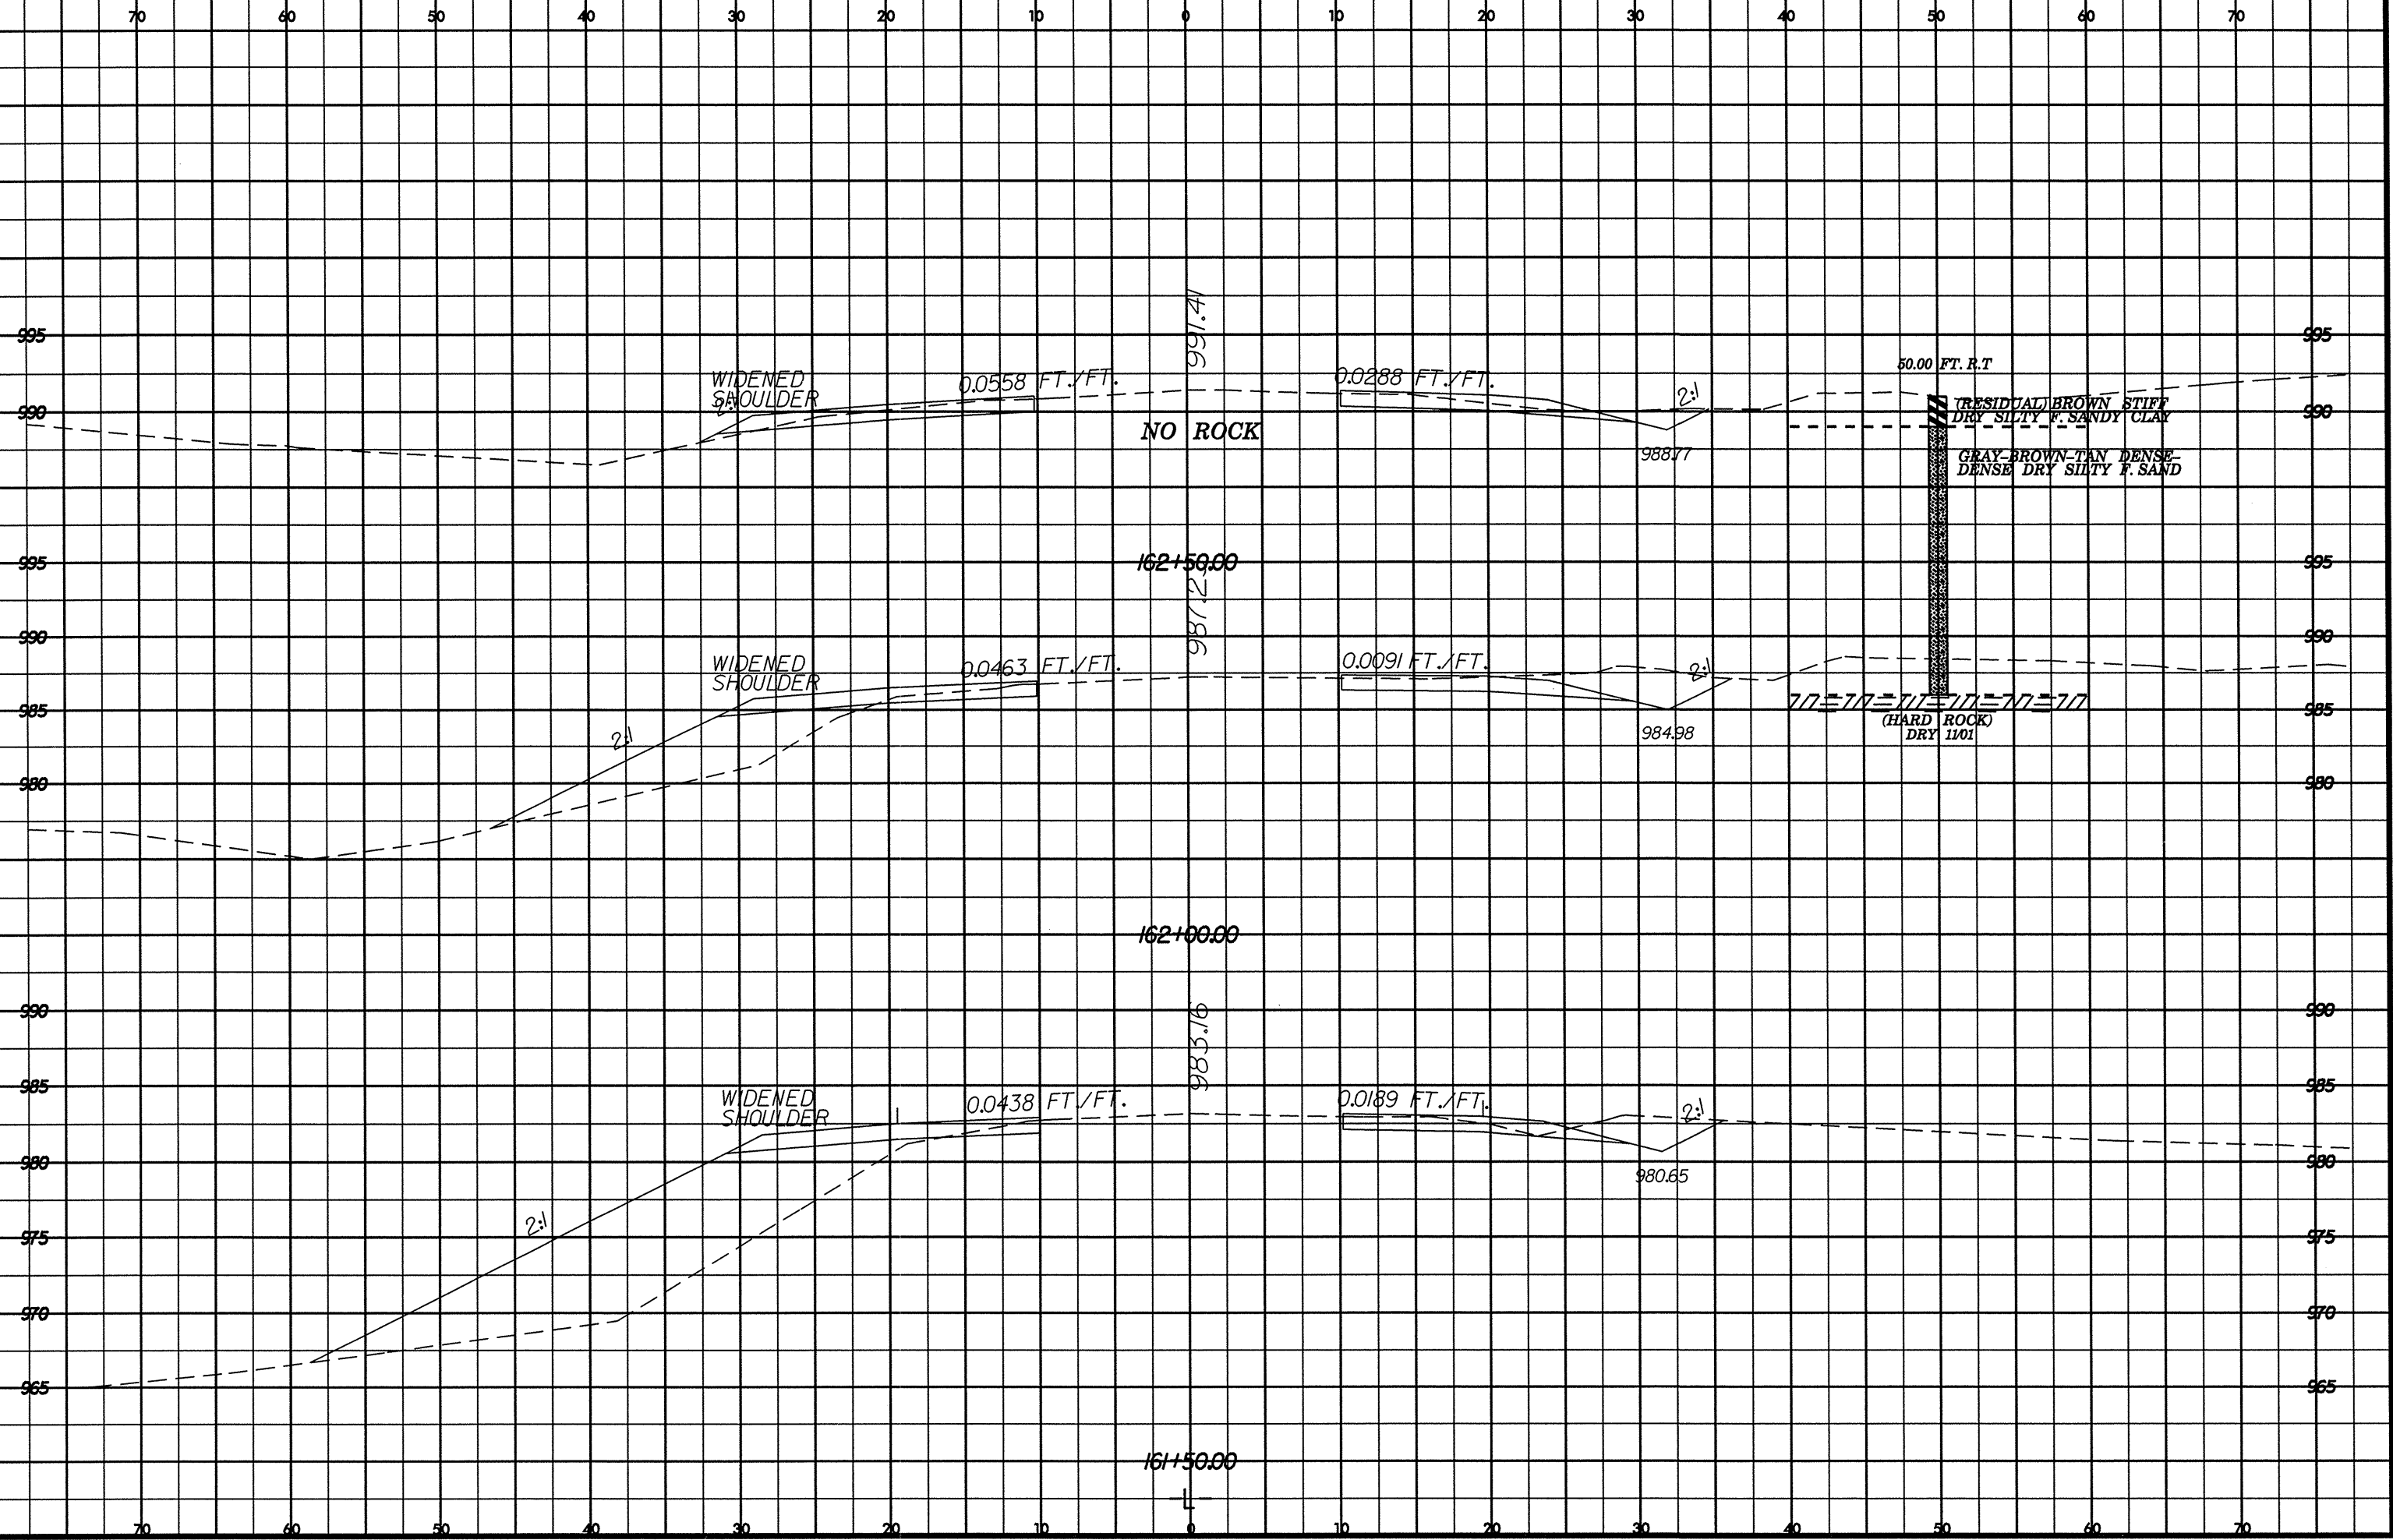 70 60 50 40 30 20 10 0 10 20 30 40 50 60 70
991.41
995 995
50.00 FT. R.T
WIDENED
SHOULDER
2:1
0.0558 FT./FT.
0.0288 FT./FT.
2:1
990 990
(RESIDUAL) BROWN STIFF
DRY SILTY F. SANDY CLAY
NO ROCK
988.77
GRAY-BROWN-TAN DENSE-
DENSE DRY SILTY F. SAND
995 162+50.00 995
987.2
990 990
WIDENED
SHOULDER
0.0463 FT./FT.
0.0091 FT./FT.
2:1
985 985
2:1
984.98
(HARD ROCK)
DRY 11/01
980 980
162+00.00
990 990
983.16
985 985
WIDENED
SHOULDER
0.0438 FT./FT.
0.0189 FT./FT.
2:1
980 980
980.65
2:1
975 975
970 970
965 965
161+50.00
-L-
70 60 50 40 30 20 10 0 10 20 30 40 50 60 70